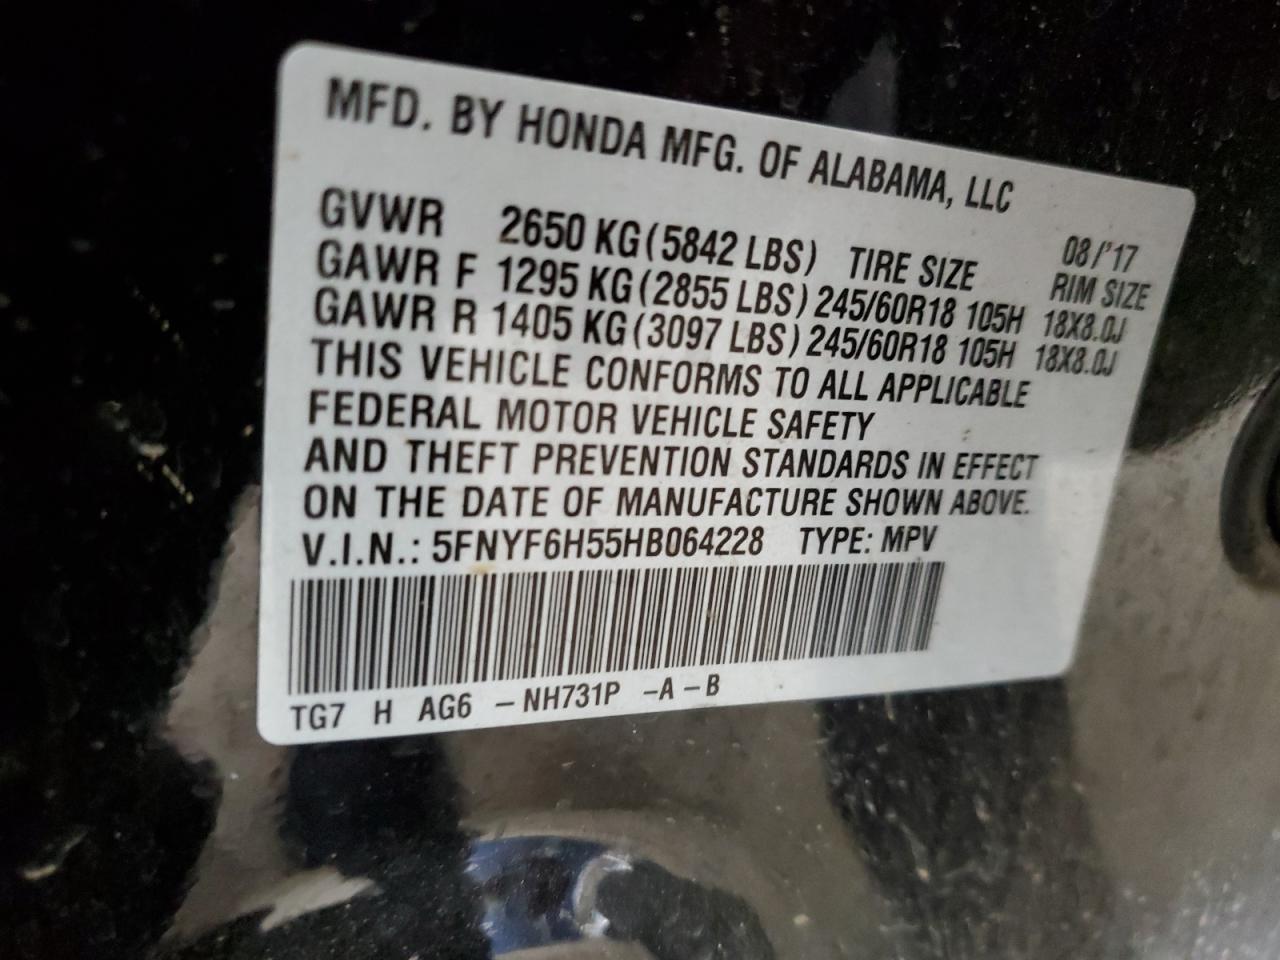 MFD. BY HONDA MFG. OF ALABAMA, LLC
08/'17
GVWR 2650 KG (5842 LBS) TIRE SIZE RIM SIZE
GAWR F 1295 KG (2855 LBS) 245/60R18 105H 18X8.0J
GAWR R 1405 KG (3097 LBS) 245/60R18 105H 18X8.0J
THIS VEHICLE CONFORMS TO ALL APPLICABLE
FEDERAL MOTOR VEHICLE SAFETY
AND THEFT PREVENTION STANDARDS IN EFFECT
ON THE DATE OF MANUFACTURE SHOWN ABOVE.
V.I.N.: 5FNYF6H55HB064228 TYPE: MPV
TG7 H AG6 – NH731P -A – B